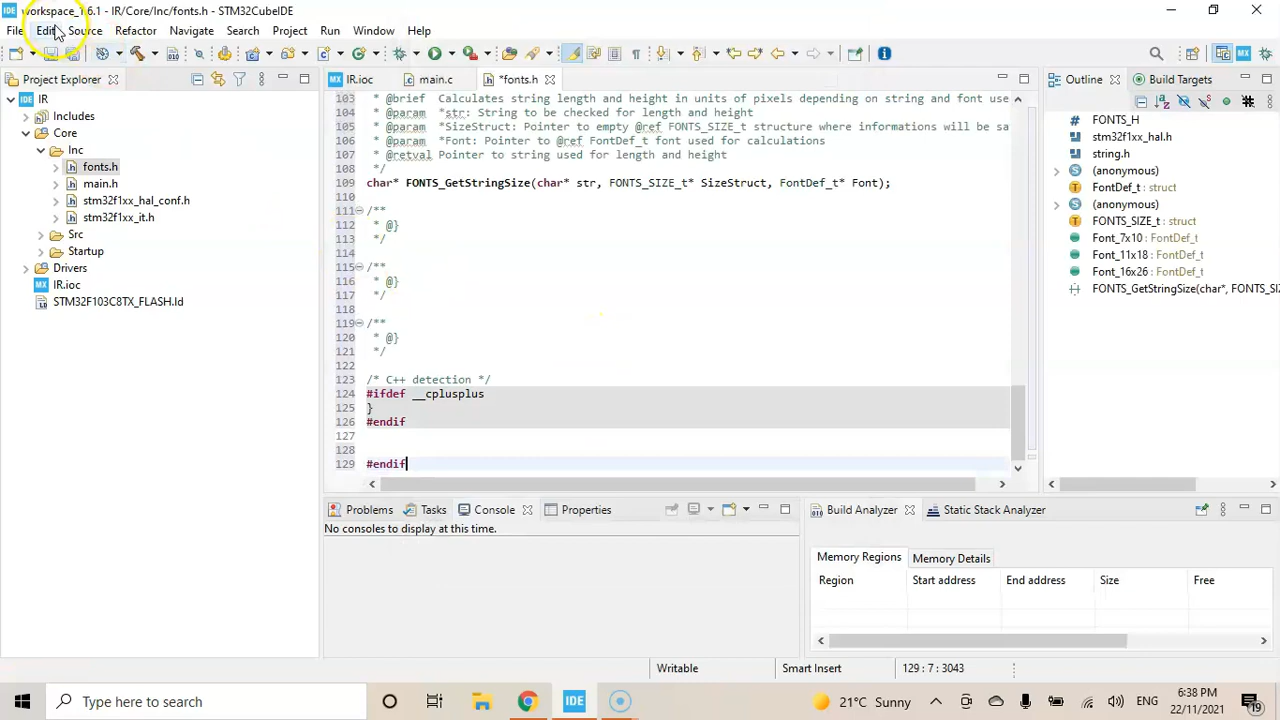 workspace_1.6.1 - IR/Core/Inc/fonts.h - STM32CubeIDE
File Edit Source Refactor Navigate Search Project Run Window Help
Project Explorer
IR.ioc main.c *fonts.h
Outline Build Targets
IR
Includes
Core
Inc
fonts.h
main.h
stm32f1xx_hal_conf.h
stm32f1xx_it.h
Src
Startup
Drivers
IR.ioc
STM32F103C8TX_FLASH.ld
103 * @brief Calculates string length and height in units of pixels depending on string and font use
104 * @param *str: String to be checked for length and height
105 * @param *SizeStruct: Pointer to empty @ref FONTS_SIZE_t structure where informations will be sa
106 * @param *Font: Pointer to @ref FontDef_t font used for calculations
107 * @retval Pointer to string used for length and height
108 */
109 char* FONTS_GetStringSize(char* str, FONTS_SIZE_t* SizeStruct, FontDef_t* Font);
110
111 /**
112 * @}
113 */
114
115 /**
116 * @}
117 */
118
119 /**
120 * @}
121 */
122
123 /* C++ detection */
124 #ifdef __cplusplus
125 }
126 #endif
127
128
129 #endif
FONTS_H
stm32f1xx_hal.h
string.h
(anonymous)
FontDef_t : struct
(anonymous)
FONTS_SIZE_t : struct
Font_7x10 : FontDef_t
Font_11x18 : FontDef_t
Font_16x26 : FontDef_t
FONTS_GetStringSize(char*, FONTS_SIZ
Problems Tasks Console Properties
No consoles to display at this time.
Build Analyzer Static Stack Analyzer
Memory Regions Memory Details
Region Start address End address Size Free
Writable Smart Insert 129 : 7 : 3043
Type here to search
IDE
21°C Sunny
ENG
6:38 PM
22/11/2021
19